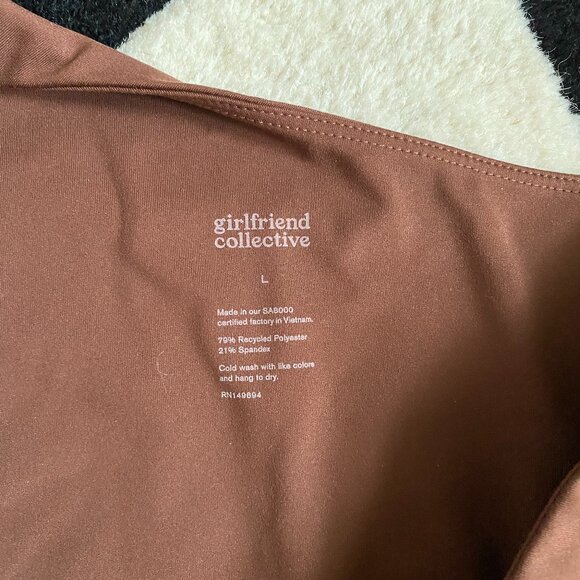 girlfriend
collective
L
Made in our SA8000
certified factory in Vietnam.
79% Recycled Polyester
21% Spandex
Cold wash with like colors
and hang to dry.
RN149694